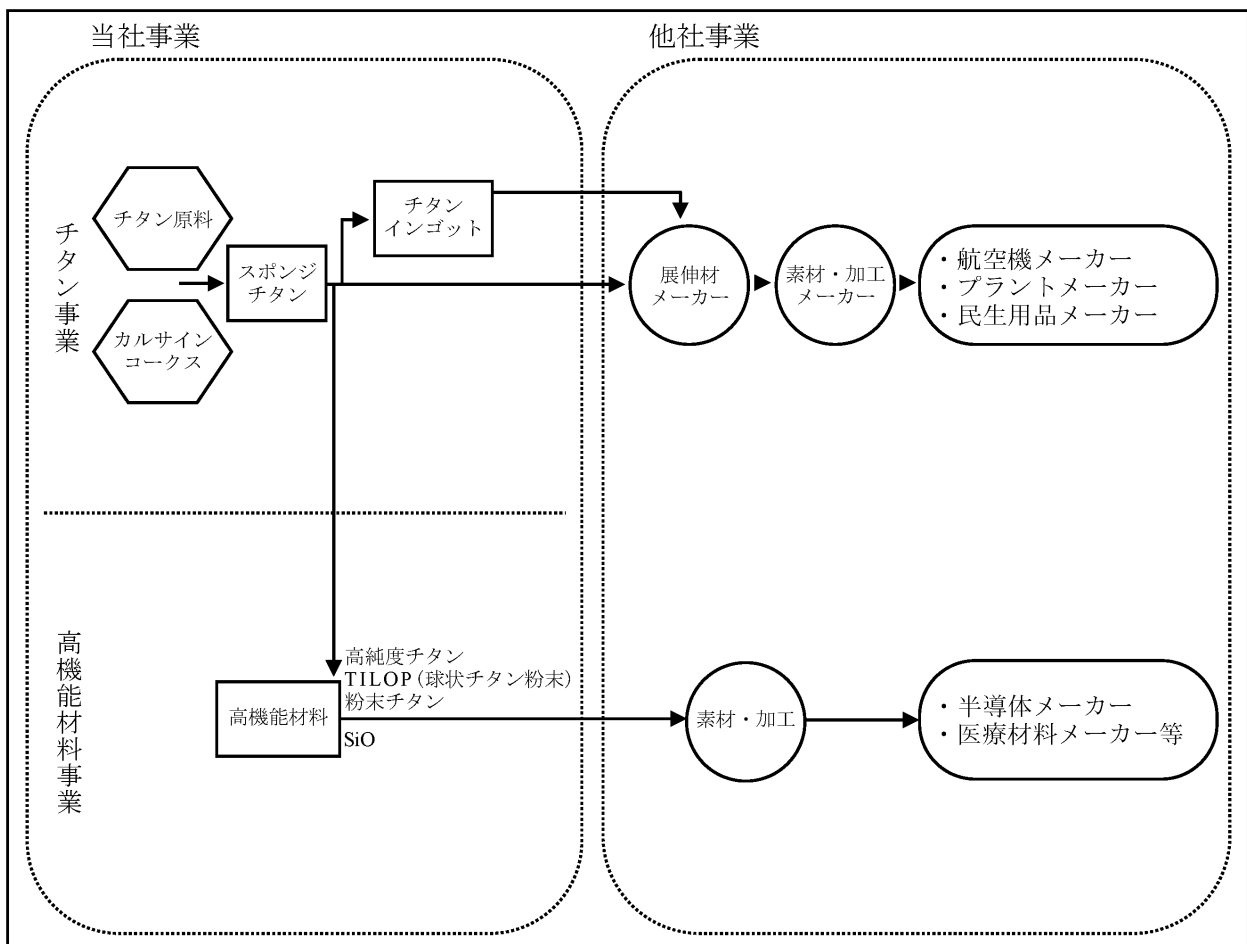 当社事業
他社事業
チタン事業
チタン原料
カルサイン
コークス
スポンジ
チタン
チタン
インゴット
展伸材
メーカー
素材・加工
メーカー
・航空機メーカー
・プラントメーカー
・民生用品メーカー
高機能材料事業
高機能材料
高純度チタン
TILOP(球状チタン粉末)
粉末チタン
SiO
素材・加工
・半導体メーカー
・医療材料メーカー等